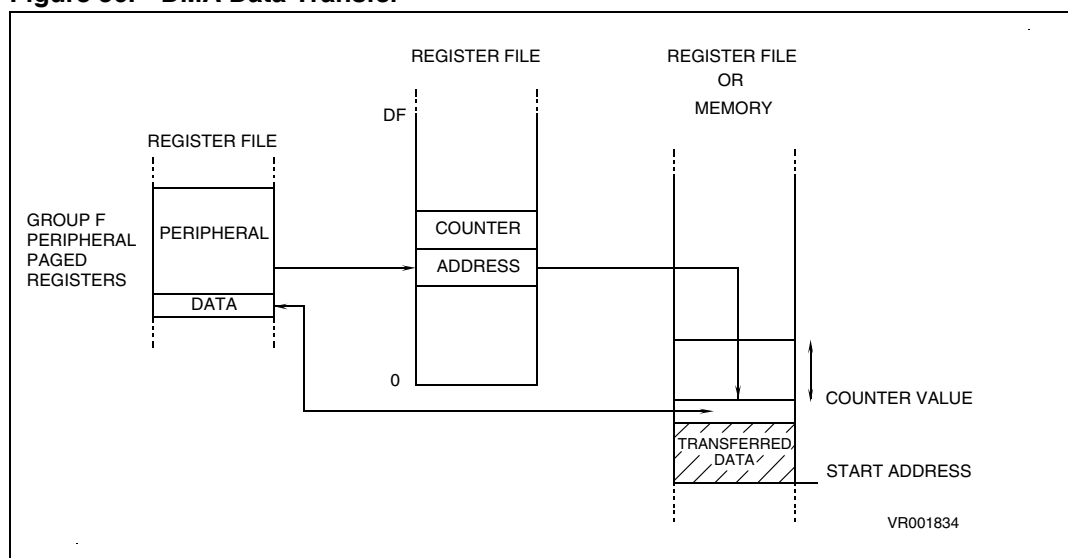 Figure DMA Data Transfer
REGISTER FILE
REGISTER FILE
OR
MEMORY
DF
REGISTER FILE
GROUP F
PERIPHERAL
PAGED
REGISTERS
PERIPHERAL
COUNTER
ADDRESS
DATA
0
COUNTER VALUE
TRANSFERRED
DATA
START ADDRESS
VR001834